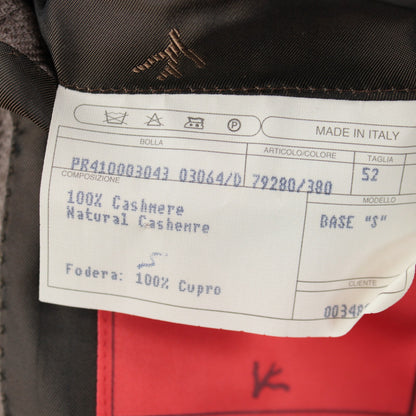 MADE IN ITALY
BOLLA
ARTICOLO/COLORE
TAGLIA
PR410003043 03064/D 79280/380 52
COMPOSIZIONE
MODELLO
100% Cashmere
Natural Cashemre
BASE "S"
Fodera: 100% Cupro
CLIENTE